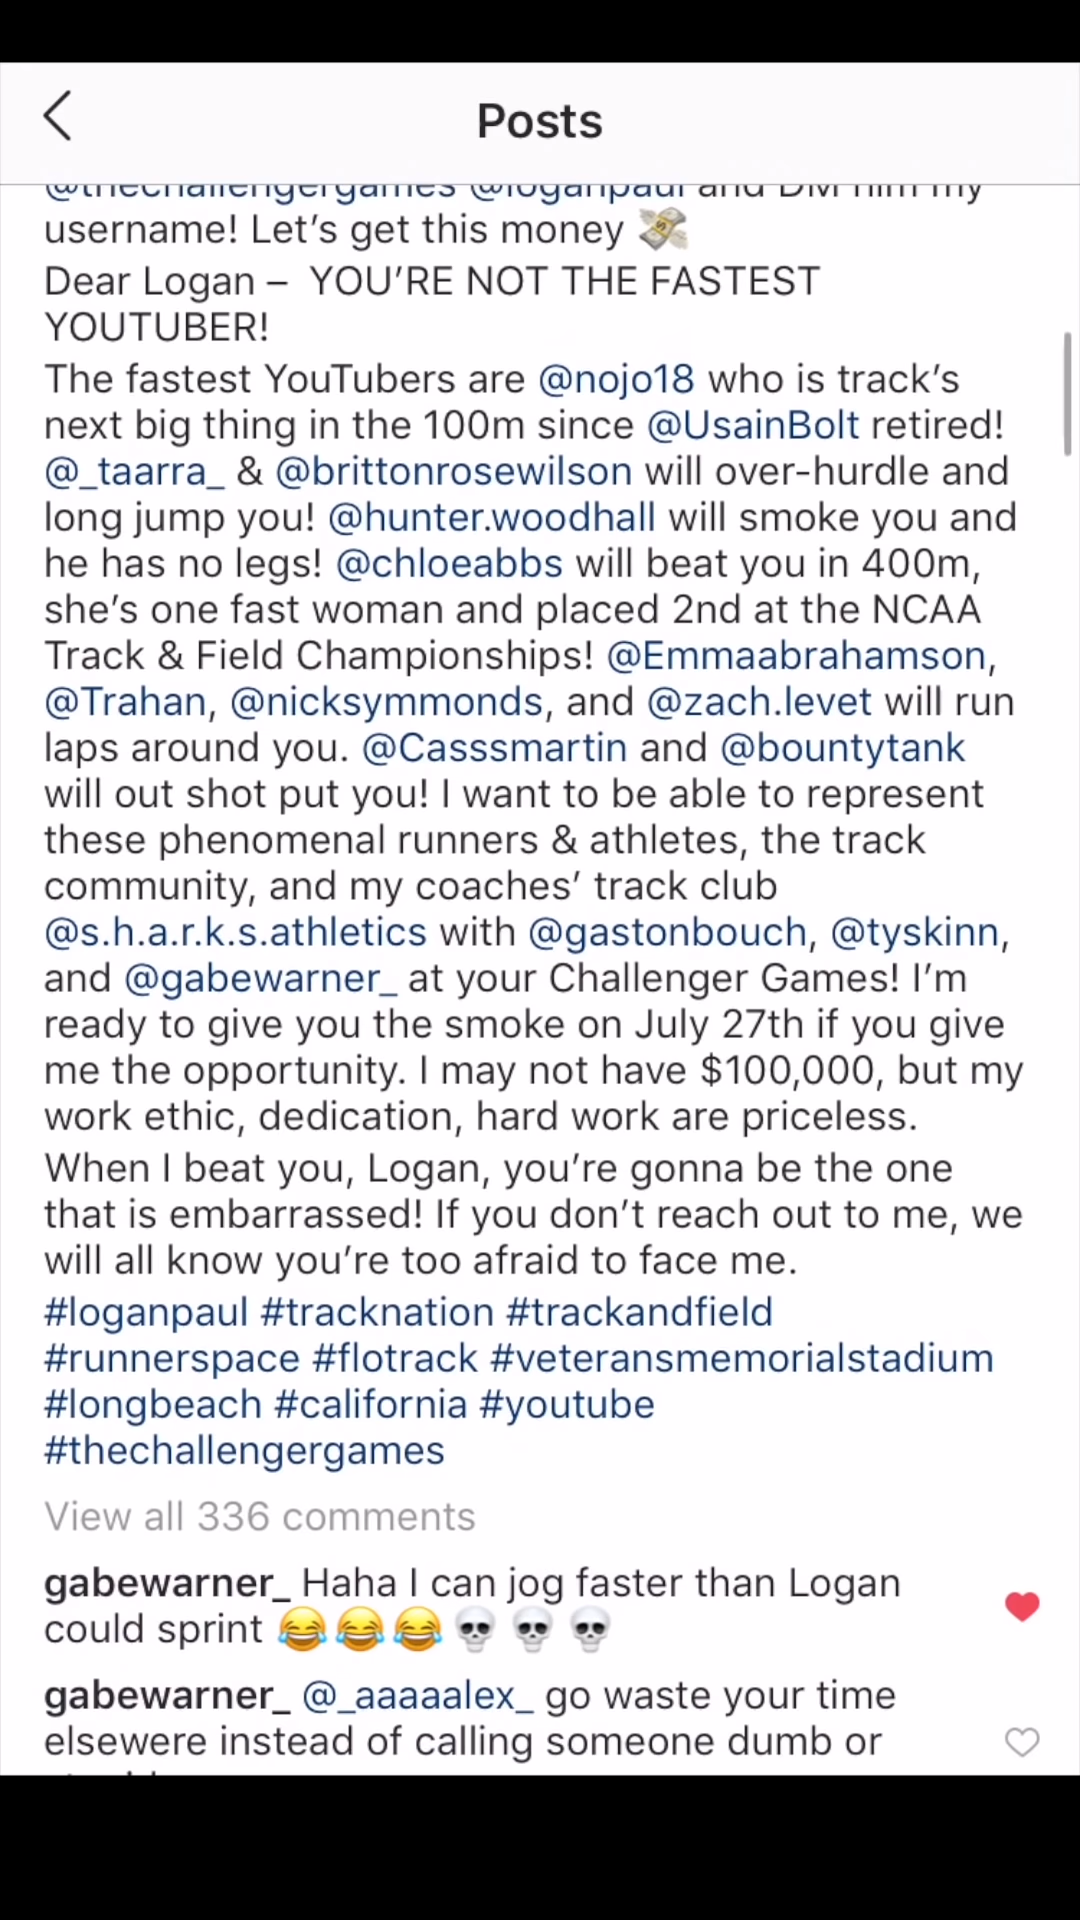 Posts
@thechallengergames @loganpaul and DM him my
username! Let’s get this money 💸
Dear Logan – YOU’RE NOT THE FASTEST
YOUTUBER!
The fastest YouTubers are @nojo18 who is track’s
next big thing in the 100m since @UsainBolt retired!
@_taarra_ & @brittonrosewilson will over-hurdle and
long jump you! @hunter.woodhall will smoke you and
he has no legs! @chloeabbs will beat you in 400m,
she’s one fast woman and placed 2nd at the NCAA
Track & Field Championships! @Emmaabrahamson,
@Trahan, @nicksymmonds, and @zach.levet will run
laps around you. @Casssmartin and @bountytank
will out shot put you! I want to be able to represent
these phenomenal runners & athletes, the track
community, and my coaches’ track club
@s.h.a.r.k.s.athletics with @gastonbouch, @tyskinn,
and @gabewarner_ at your Challenger Games! I’m
ready to give you the smoke on July 27th if you give
me the opportunity. I may not have $100,000, but my
work ethic, dedication, hard work are priceless.
When I beat you, Logan, you’re gonna be the one
that is embarrassed! If you don’t reach out to me, we
will all know you’re too afraid to face me.
#loganpaul #tracknation #trackandfield
#runnerspace #flotrack #veteransmemorialstadium
#longbeach #california #youtube
#thechallengergames
View all 336 comments
gabewarner_ Haha I can jog faster than Logan
could sprint 😂😂😂💀💀💀
gabewarner_ @_aaaaalex_ go waste your time
elsewere instead of calling someone dumb or